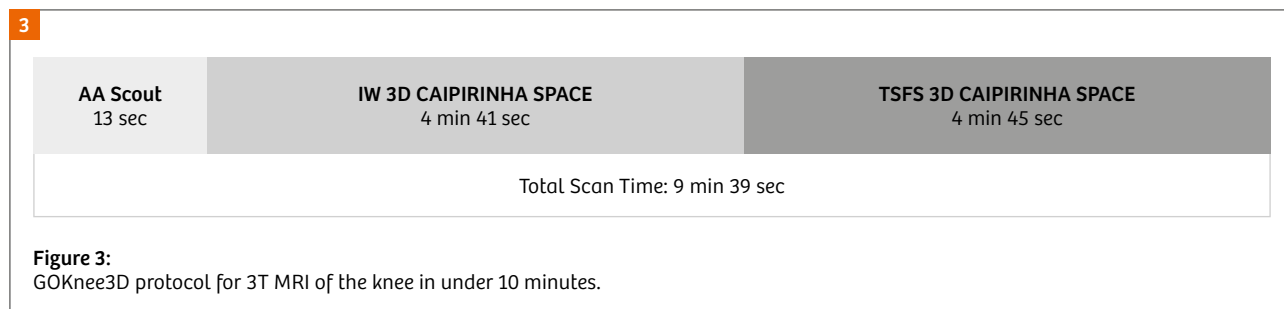 3
AA Scout
13 sec
IW 3D CAIPIRINHA SPACE
4 min 41 sec
TSFS 3D CAIPIRINHA SPACE
4 min 45 sec
Total Scan Time: 9 min 39 sec
Figure 3:
GOKnee3D protocol for 3T MRI of the knee in under 10 minutes.